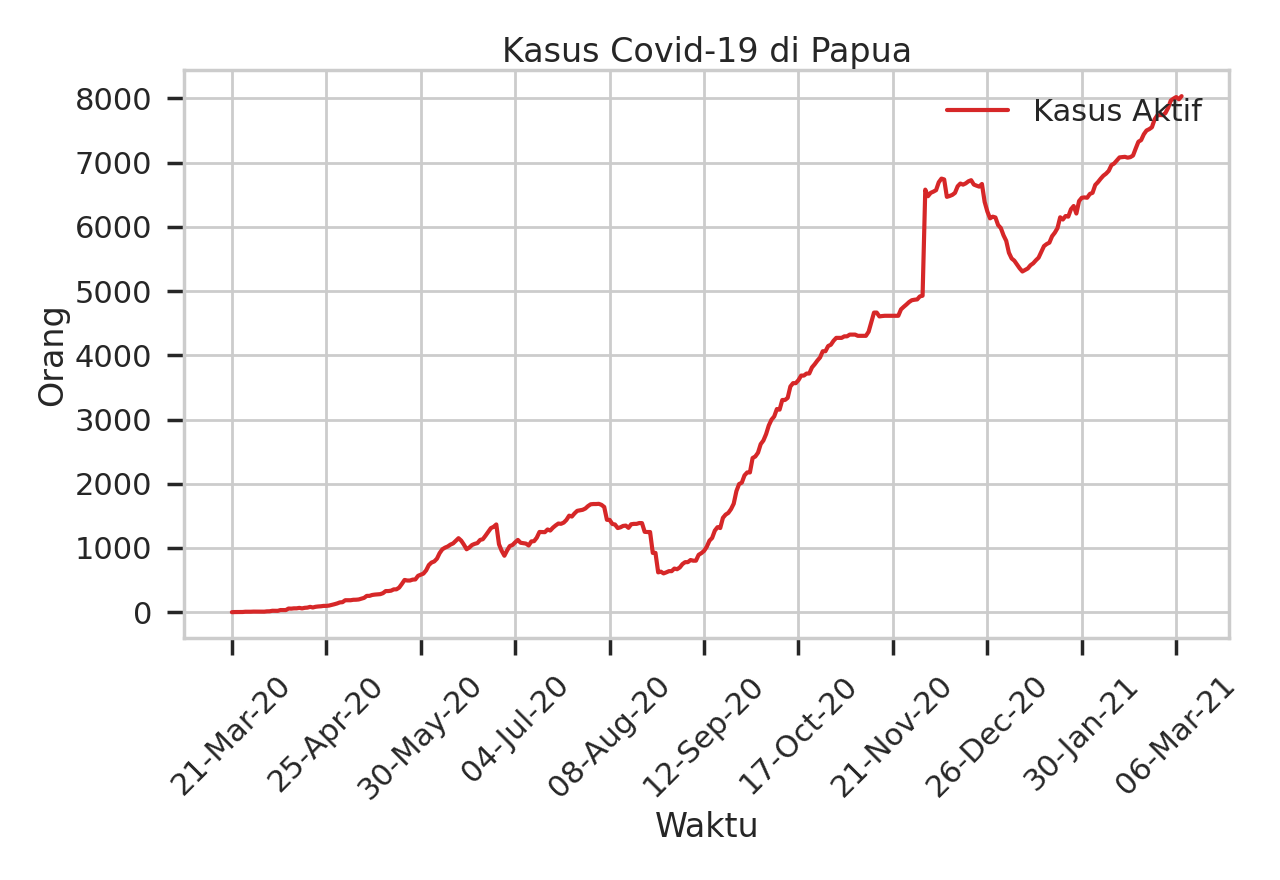 Kasus Covid-19 di Papua
Kasus Aktif
Orang
8000
7000
6000
5000
4000
3000
2000
1000
0
21-Mar-20
25-Apr-20
30-May-20
04-Jul-20
08-Aug-20
12-Sep-20
17-Oct-20
21-Nov-20
26-Dec-20
30-Jan-21
06-Mar-21
Waktu